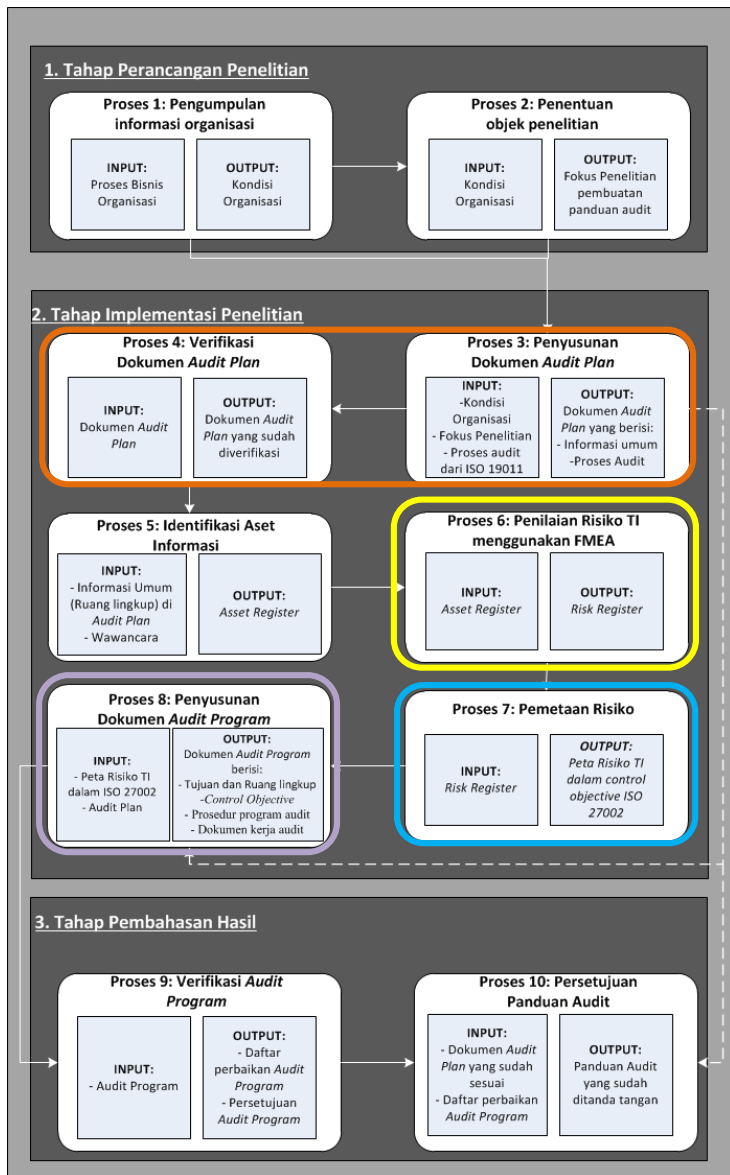 1. Tahap Perancangan Penelitian
Proses 1: Pengumpulan
informasi organisasi
INPUT:
Proses Bisnis
Organisasi
OUTPUT:
Kondisi
Organisasi
Proses 2: Penentuan
objek penelitian
INPUT:
Kondisi
Organisasi
OUTPUT:
Fokus Penelitian
pembuatan
panduan audit
2. Tahap Implementasi Penelitian
Proses 3: Penyusunan
Dokumen Audit Plan
INPUT:
-Kondisi
Organisasi
- Fokus Penelitian
- Proses audit
dari ISO 19011
OUTPUT:
Dokumen Audit
Plan yang berisi:
- Informasi umum
-Proses Audit
Proses 4: Verifikasi
Dokumen Audit Plan
INPUT:
Dokumen Audit
Plan
OUTPUT:
Dokumen Audit
Plan yang sudah
diverifikasi
Proses 5: Identifikasi Aset
Informasi
INPUT:
- Informasi Umum
(Ruang lingkup) di
Audit Plan
- Wawancara
OUTPUT:
Asset Register
Proses 6: Penilaian Risiko TI
menggunakan FMEA
INPUT:
Asset Register
OUTPUT:
Risk Register
Proses 7: Pemetaan Risiko
INPUT:
Risk Register
OUTPUT:
Peta Risiko TI
dalam control
objective ISO
27002
Proses 8: Penyusunan
Dokumen Audit Program
INPUT:
- Peta Risiko TI
dalam ISO 27002
- Audit Plan
OUTPUT:
Dokumen Audit Program
berisi:
- Tujuan dan Ruang lingkup
-Control Objective
- Prosedur program audit
- Dokumen kerja audit
3. Tahap Pembahasan Hasil
Proses 9: Verifikasi Audit
Program
INPUT:
- Audit Program
OUTPUT:
- Daftar
perbaikan Audit
Program
- Persetujuan
Audit Program
Proses 10: Persetujuan
Panduan Audit
INPUT:
- Dokumen Audit
Plan yang sudah
sesuai
- Daftar perbaikan
Audit Program
OUTPUT:
Panduan Audit
yang sudah
ditanda tangan